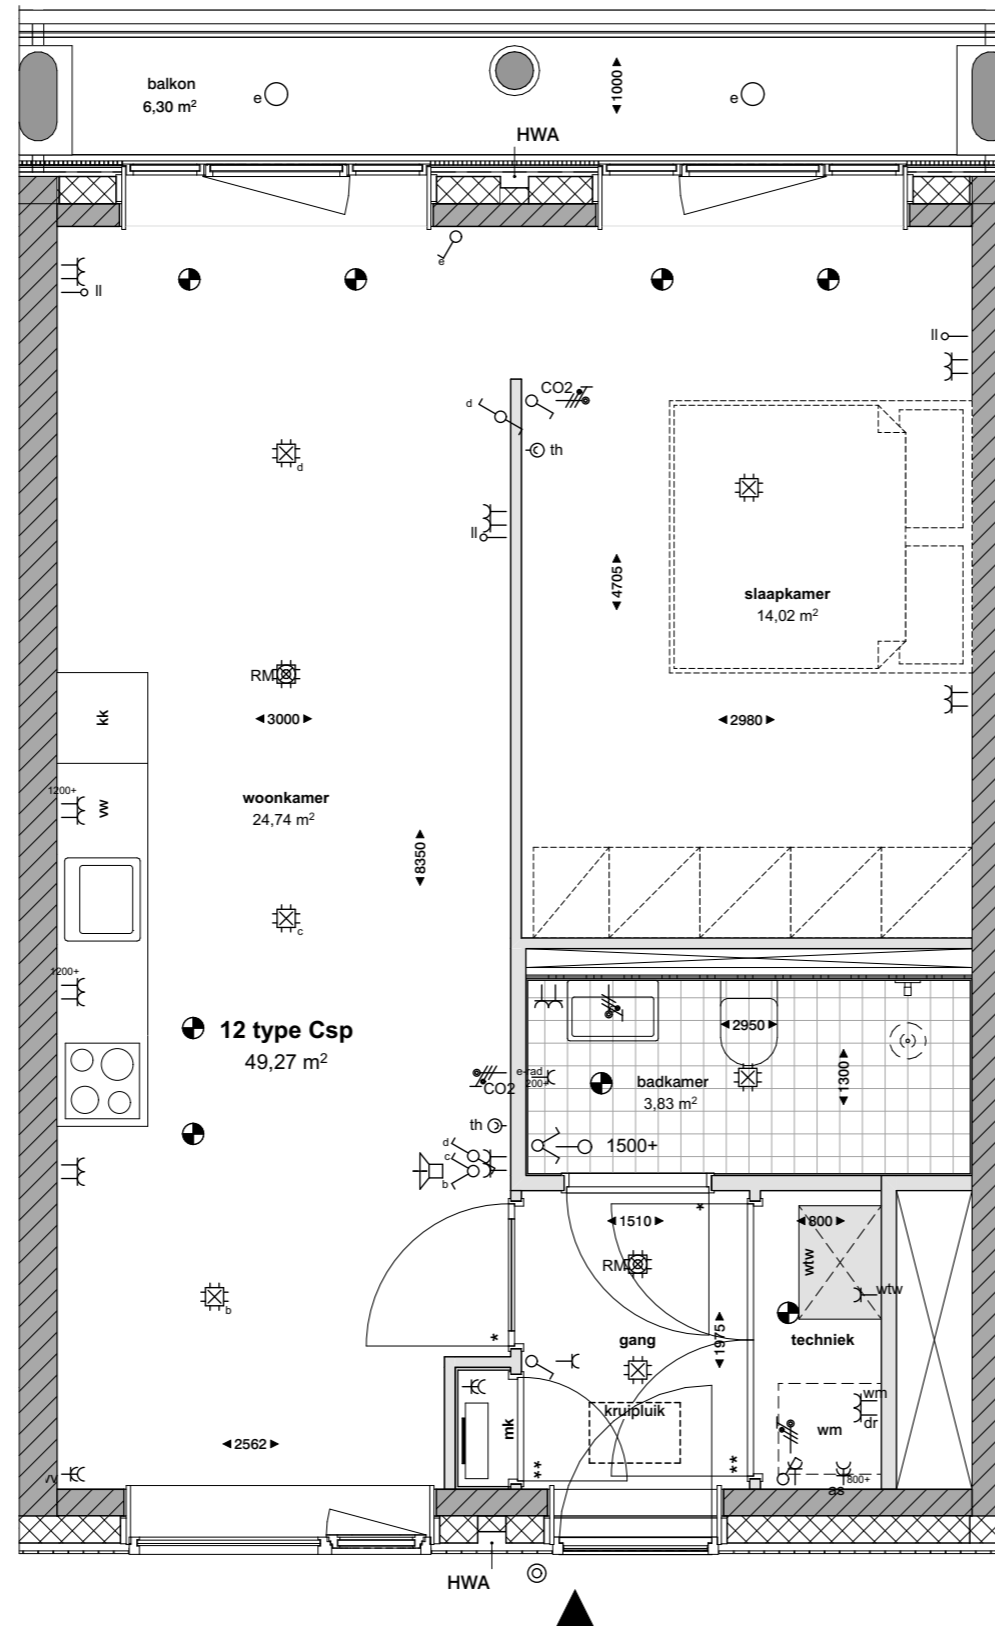 balkon
6,30 m²
e
e
1000
HWA
e
ll
ll
d
CO2
th
d
ll
4705
slaapkamer
14,02 m²
RM
3000
2980
kk
1200+
vw
woonkamer
24,74 m²
8350
c
1200+
12 type Csp
49,27 m²
2950
e-rad
200+
badkamer
3,83 m²
1300
CO2
th
1500+
d
c
b
1510
*
800
RM
wtw
wtw
b
*
gang
1975
techniek
kruipluik
mk
wm
wm
dr
2562
**
**
800+
as
HWA